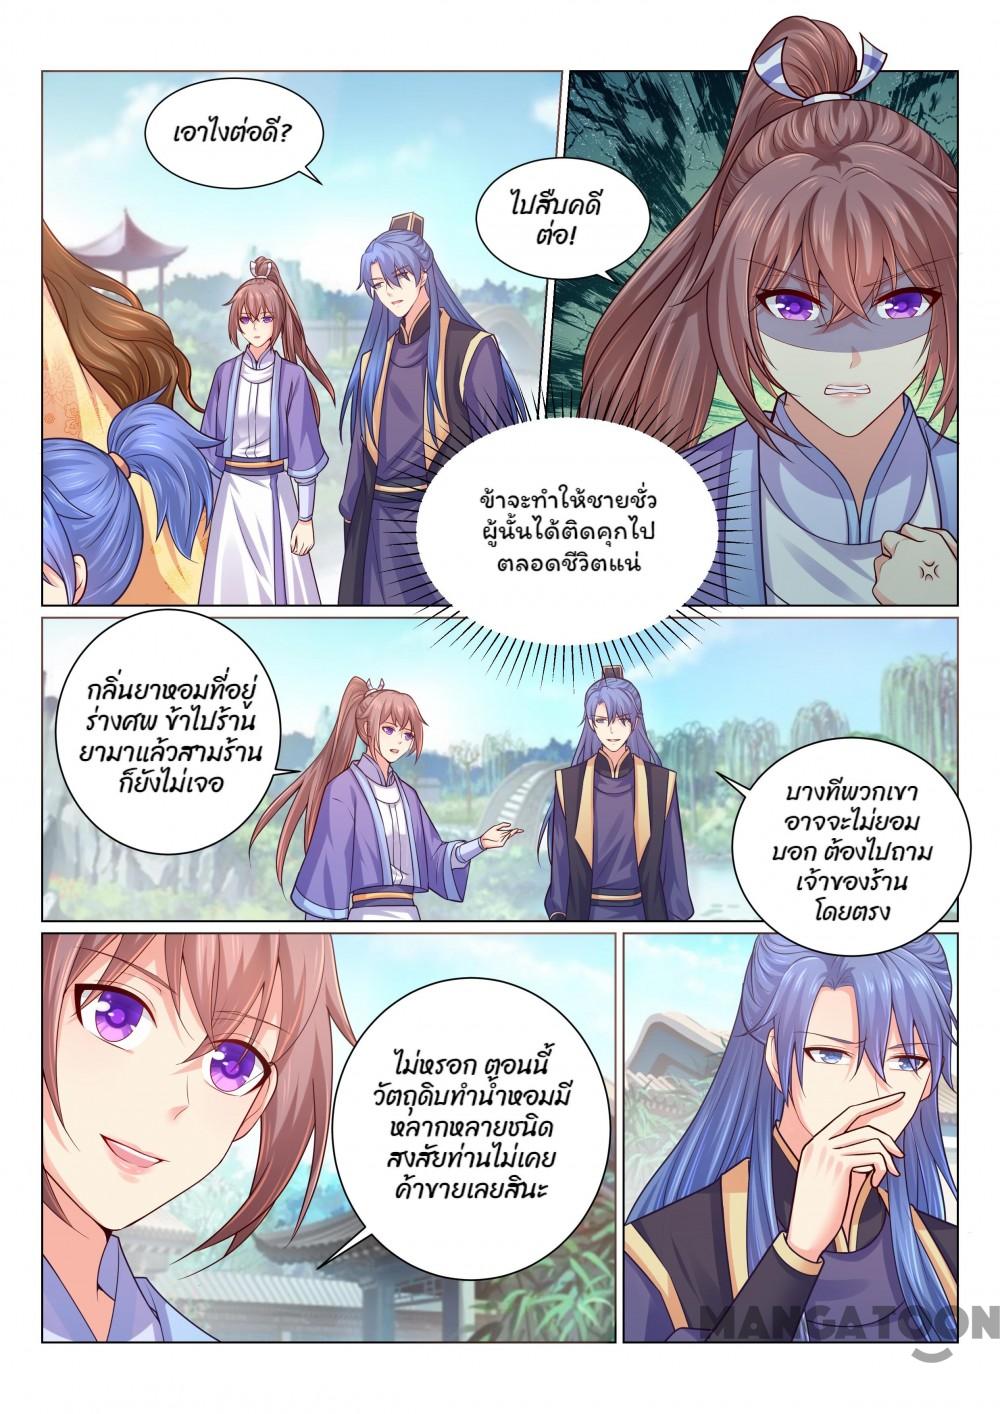 เอาไงต่อดี?
ไปสืบคดี
ต่อ!
ข้าจะทำให้ชายชั่ว
ผู้นั้นได้ติดคุกไป
ตลอดชีวิตแน่
กลิ่นยาหอมที่อยู่
ร่างศพ ข้าไปร้าน
ยามาแล้วสามร้าน
ก็ยังไม่เจอ
บางทีพวกเขา
อาจจะไม่ยอม
บอก ต้องไปถาม
เจ้าของร้าน
โดยตรง
ไม่หรอก ตอนนี้
วัตถุดิบทำน้ำหอมมี
หลากหลายชนิด
สงสัยท่านไม่เคย
ค้าขายเลยสินะ
MANGATOON